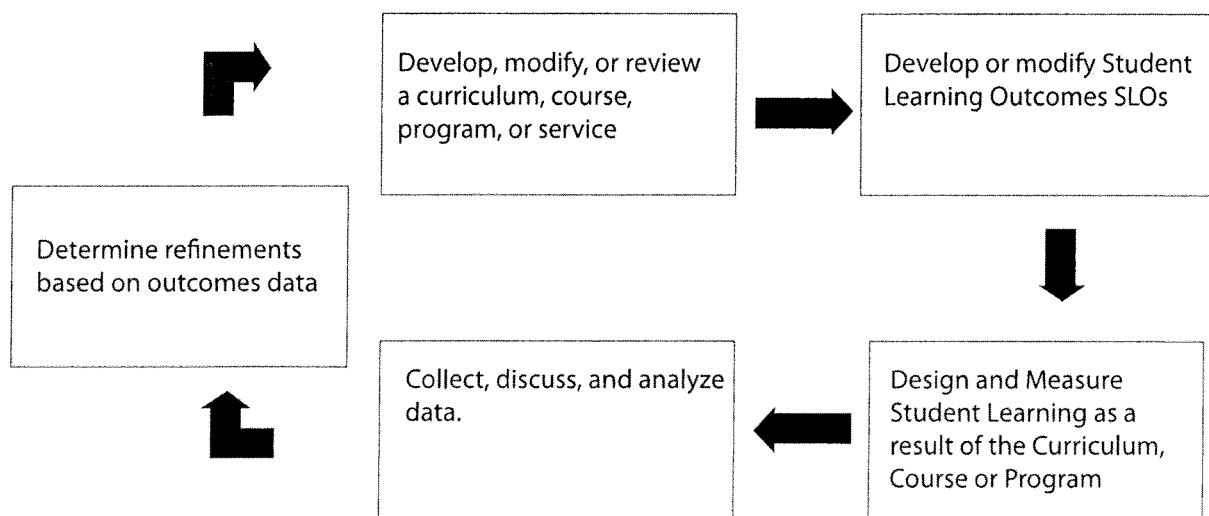 Develop, modify, or review
a curriculum, course,
program, or service
Develop or modify Student
Learning Outcomes SLOs
Design and Measure
Student Learning as a
result of the Curriculum,
Course or Program
Collect, discuss, and analyze
data.
Determine refinements
based on outcomes data